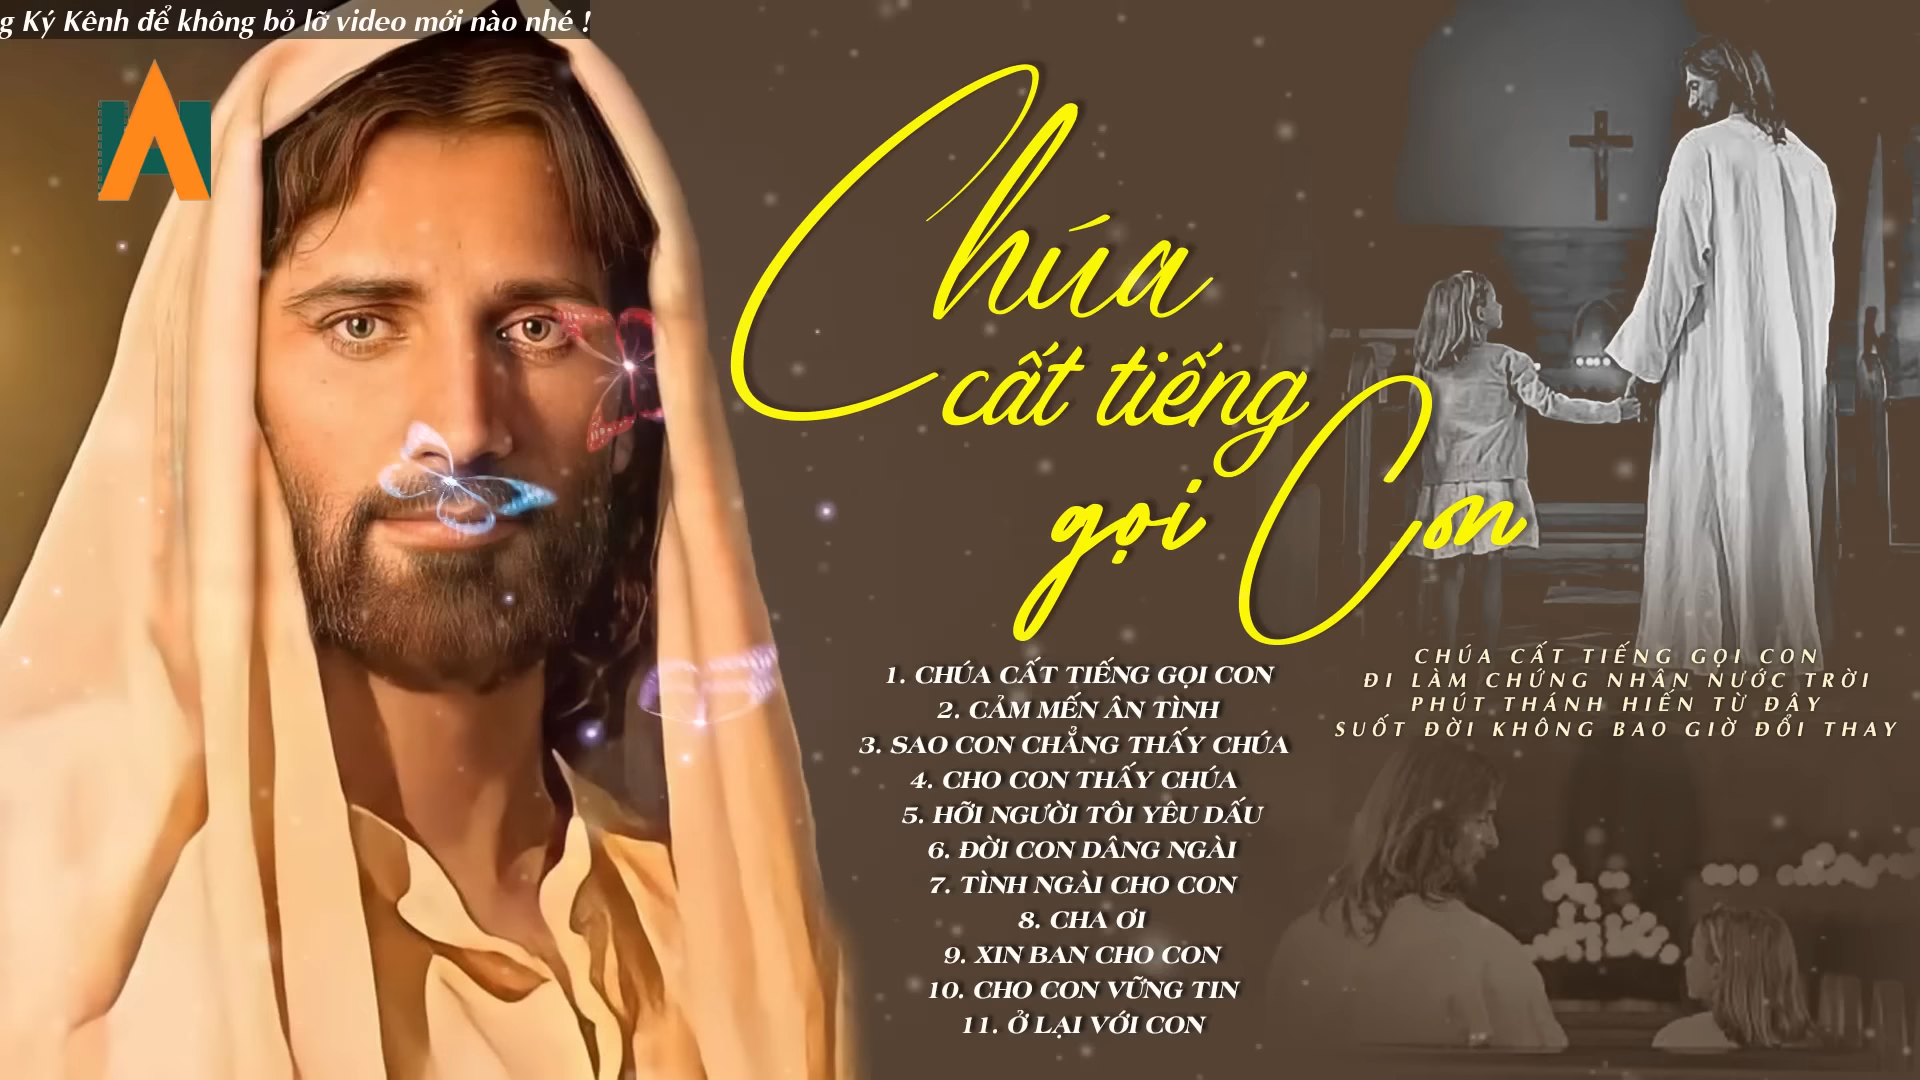 Ký Kênh để không bỏ lỡ video mới nào nhé !
Chúa
cất tiếng
gọi Con
1. CHÚA CẤT TIẾNG GỌI CON
2. CẢM MẾN ÂN TÌNH
3. SAO CON CHẲNG THẤY CHÚA
4. CHO CON THẤY CHÚA
5. HỠI NGƯỜI TÔI YÊU DẤU
6. ĐỜI CON DÂNG NGÀI
7. TÌNH NGÀI CHO CON
8. CHA ƠI
9. XIN BAN CHO CON
10. CHO CON VỮNG TIN
11. Ở LẠI VỚI CON
CHÚA CẤT TIẾNG GỌI CON
ĐI LÀM CHỨNG NHÂN NƯỚC TRỜI
PHÚT THÁNH HIẾN TỪ ĐÂY
SUỐT ĐỜI KHÔNG BAO GIỜ ĐỔI THAY